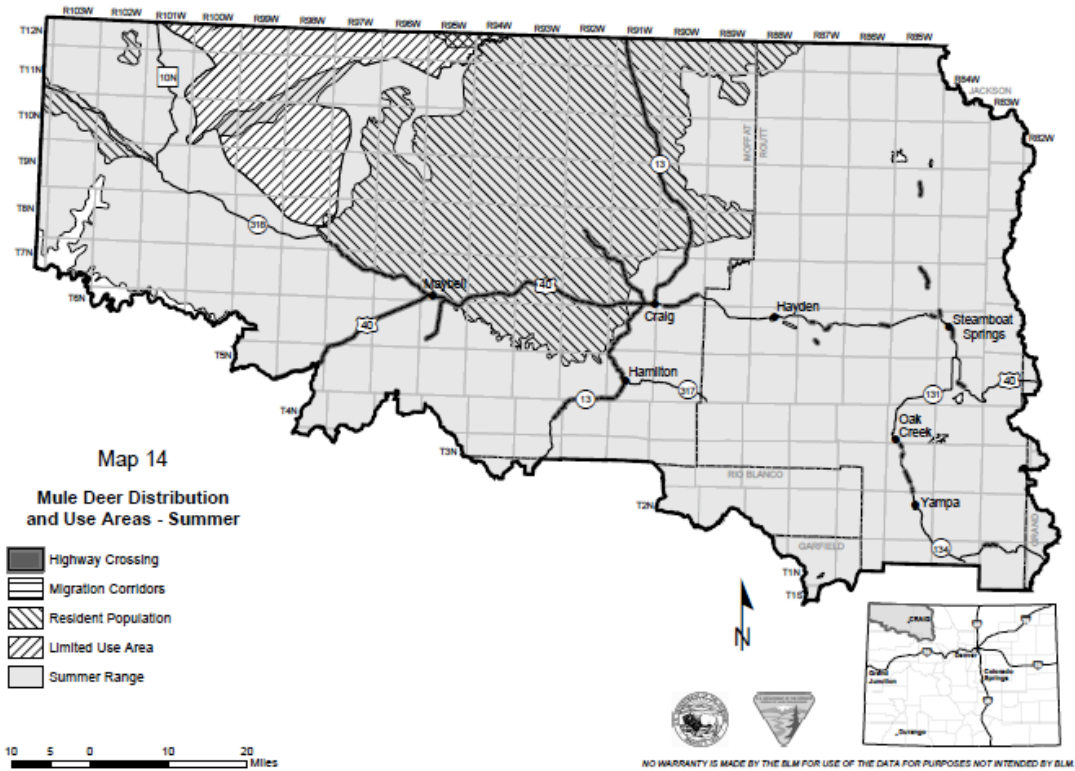 R103W R102W R101W R100W R99W R98W R97W R96W R95W R94W R93W R92W R91W R90W R89W R88W R87W R86W R85W
T12N
T11N
10N
R84W
JACKSON
R83W
T10N
R82W
MOFFAT
ROUTT
T9N
13
T8N
318
T7N
T6N
Maybell
40
Craig
Hayden
Steamboat
Springs
40
T5N
Hamilton
317
40
13
131
T4N
Oak
Creek
T3N
RIO BLANCO
T2N
Yampa
GRAND
GARFIELD
134
T1N
T1S
Map 14
Mule Deer Distribution
and Use Areas - Summer
Highway Crossing
Migration Corridors
Resident Population
Limited Use Area
Summer Range
N
CRAIG
Denver
Grand
Junction
Colorado
Springs
Durango
10 5 0 10 20
Miles
NO WARRANTY IS MADE BY THE BLM FOR USE OF THE DATA FOR PURPOSES NOT INTENDED BY BLM.